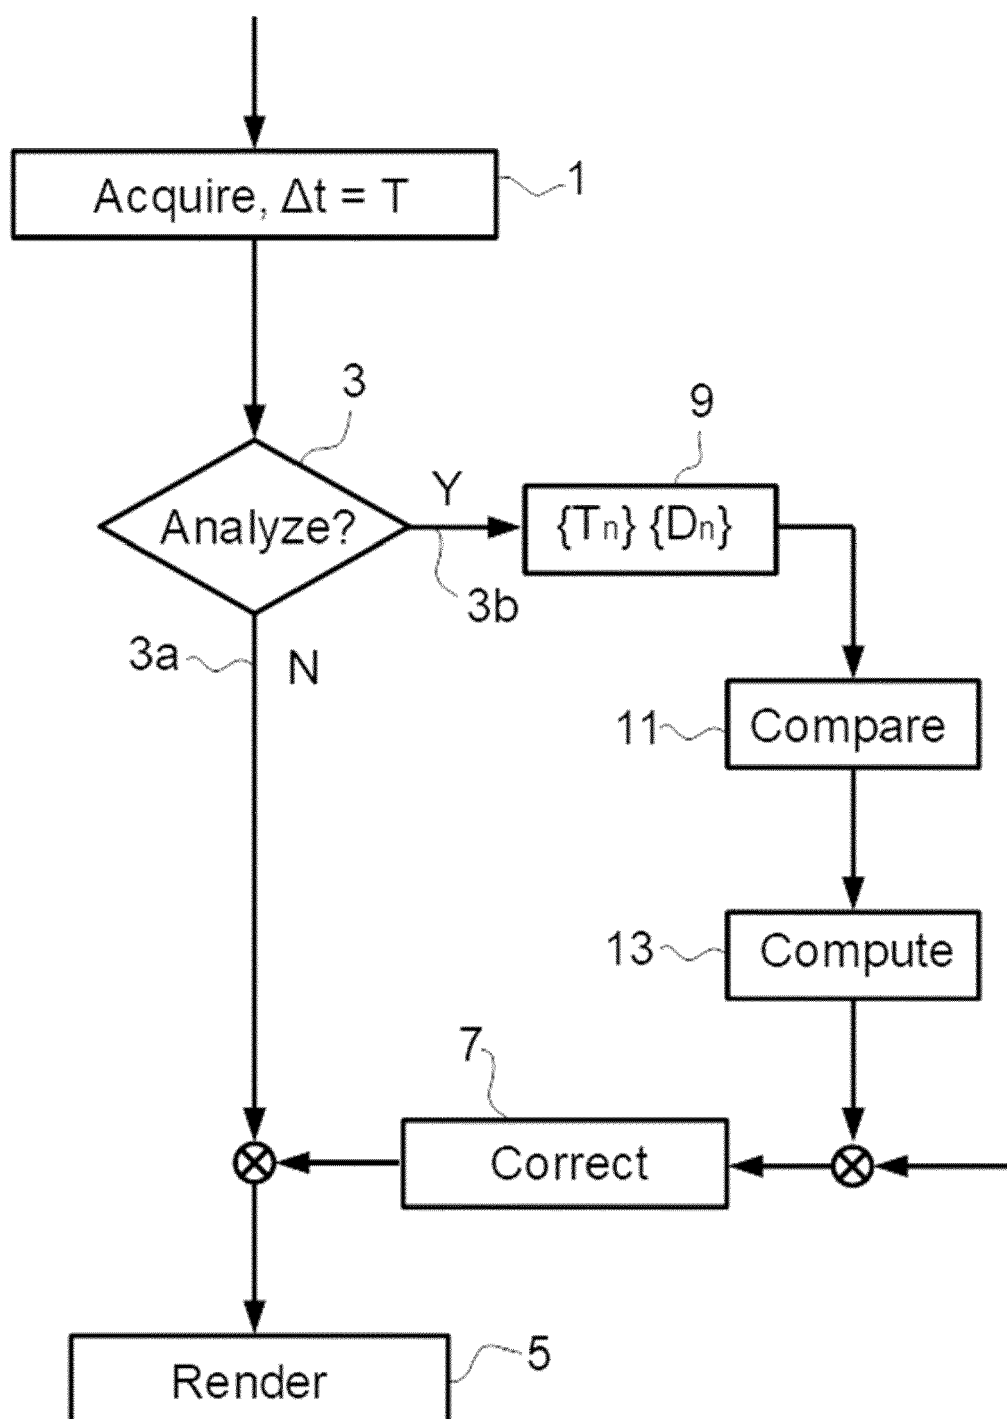 Acquire, Δt = T
1
3
9
Analyze?
Y
{Tn} {Dn}
3b
3a
N
11
Compare
13
Compute
7
Correct
Render
5